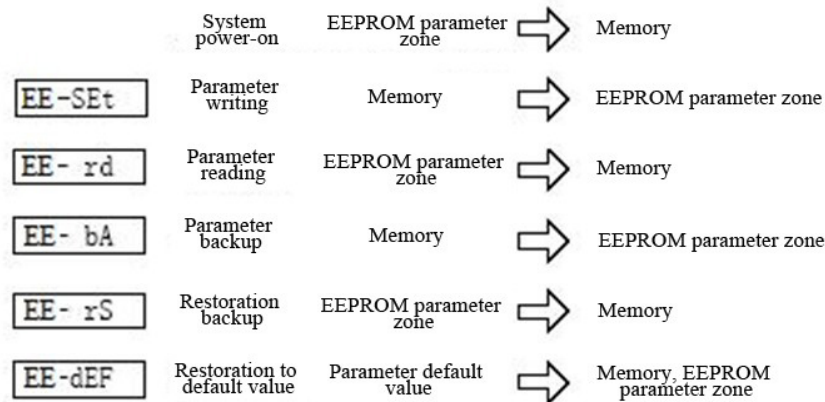 System power-on EEPROM parameter zone Memory
EE-SEt Parameter writing Memory EEPROM parameter zone
EE- rd Parameter reading EEPROM parameter zone Memory
EE- bA Parameter backup Memory EEPROM parameter zone
EE- rS Restoration backup EEPROM parameter zone Memory
EE-dEF Restoration to default value Parameter default value Memory, EEPROM parameter zone